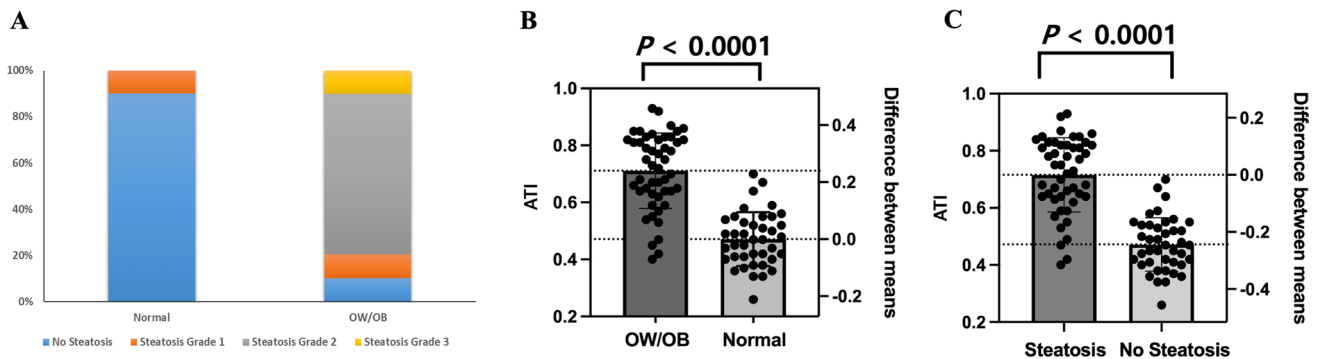 A
100%
80%
60%
40%
20%
0%
Normal
OW/OB
No Steatosis
Steatosis Grade 1
Steatosis Grade 2
Steatosis Grade 3
B
P < 0.0001
1.0
0.8
0.6
0.4
0.2
ATI
0.4
0.2
0.0
-0.2
Difference between means
OW/OB
Normal
C
P < 0.0001
1.0
0.8
0.6
0.4
0.2
ATI
0.2
0.0
-0.2
-0.4
Difference between means
Steatosis
No Steatosis